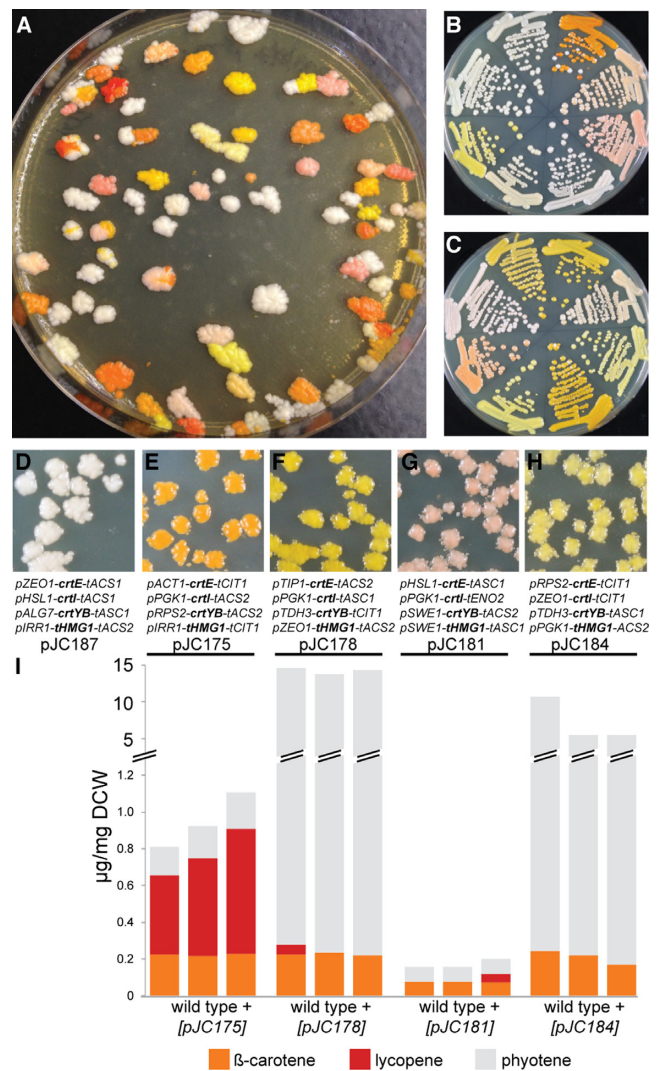 A
B
C
D
E
F
G
H
pZEO1-crtE-tACS1
pHSL1-crtI-tACS1
pALG7-crtYB-tASC1
pIRR1-tHMG1-tACS2
pJC187
pACT1-crtE-tCIT1
pPGK1-crtI-tACS2
pRPS2-crtYB-tACS2
pIRR1-tHMG1-tCIT1
pJC175
pTIP1-crtE-tACS2
pPGK1-crtI-tASC1
pTDH3-crtYB-tCIT1
pZEO1-tHMG1-tACS2
pJC178
pHSL1-crtE-tASC1
pPGK1-crtI-tENO2
pSWE1-crtYB-tACS2
pSWE1-tHMG1-tASC1
pJC181
pRPS2-crtE-tCIT1
pZEO1-crtI-tCIT1
pTDH3-crtYB-tASC1
pPGK1-tHMG1-ACS2
pJC184
I
µg/mg DCW
15
10
5
1.2
1.0
0.8
0.6
0.4
0.2
0
wild type +
[pJC175]
wild type +
[pJC178]
wild type +
[pJC181]
wild type +
[pJC184]
ß-carotene
lycopene
phyotene